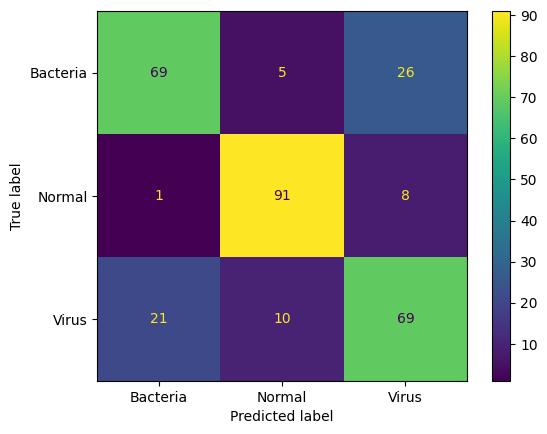 Bacteria 69 5 26
Normal 1 91 8
Virus 21 10 69
Bacteria Normal Virus
Predicted label
True label
90
80
70
60
50
40
30
20
10